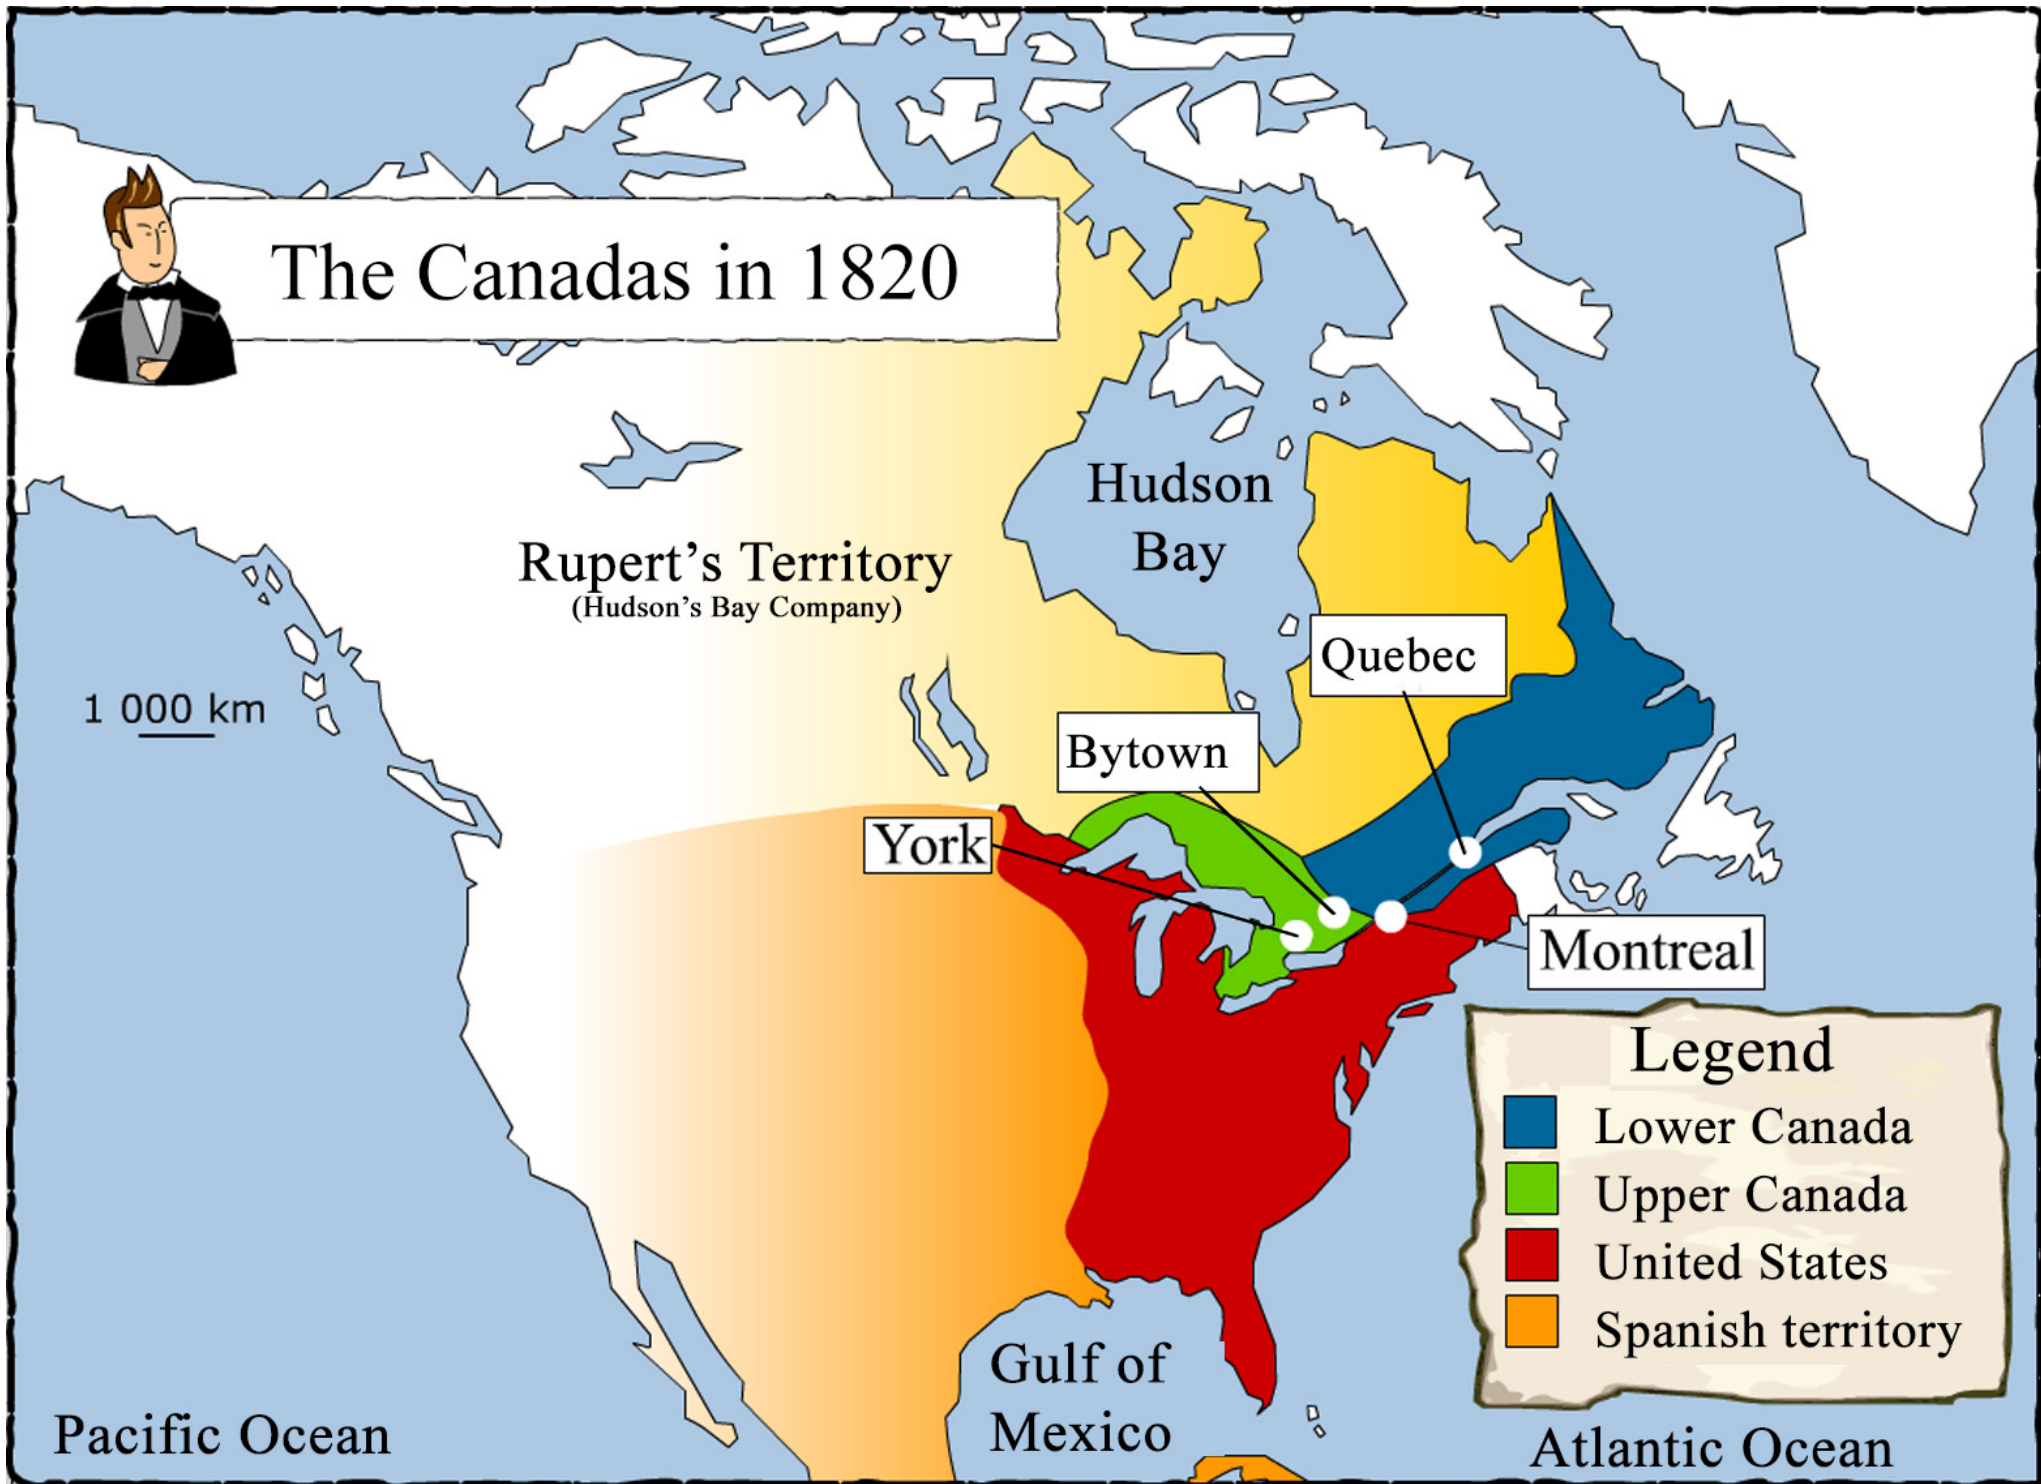 The Canadas in 1820
Hudson
Bay
Rupert's Territory
(Hudson's Bay Company)
Quebec
1 000 km
Bytown
York
Montreal
Legend
Lower Canada
Upper Canada
United States
Spanish territory
Gulf of
Mexico
Pacific Ocean
Atlantic Ocean